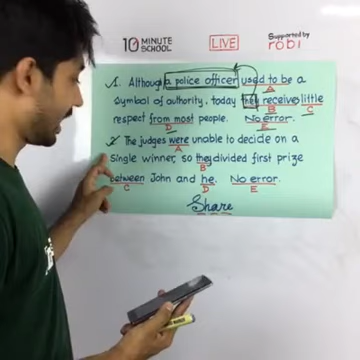 10 MINUTE SCHOOL
LIVE
Supported by
robi
1. Although a police officer used to be a
A
symbol of authority, today they receives little
B C
respect from most people. No error.
D E
2. The judges were unable to decide on a
A
single winner, so they divided first prize
B
between John and he. No error.
C D E
Share